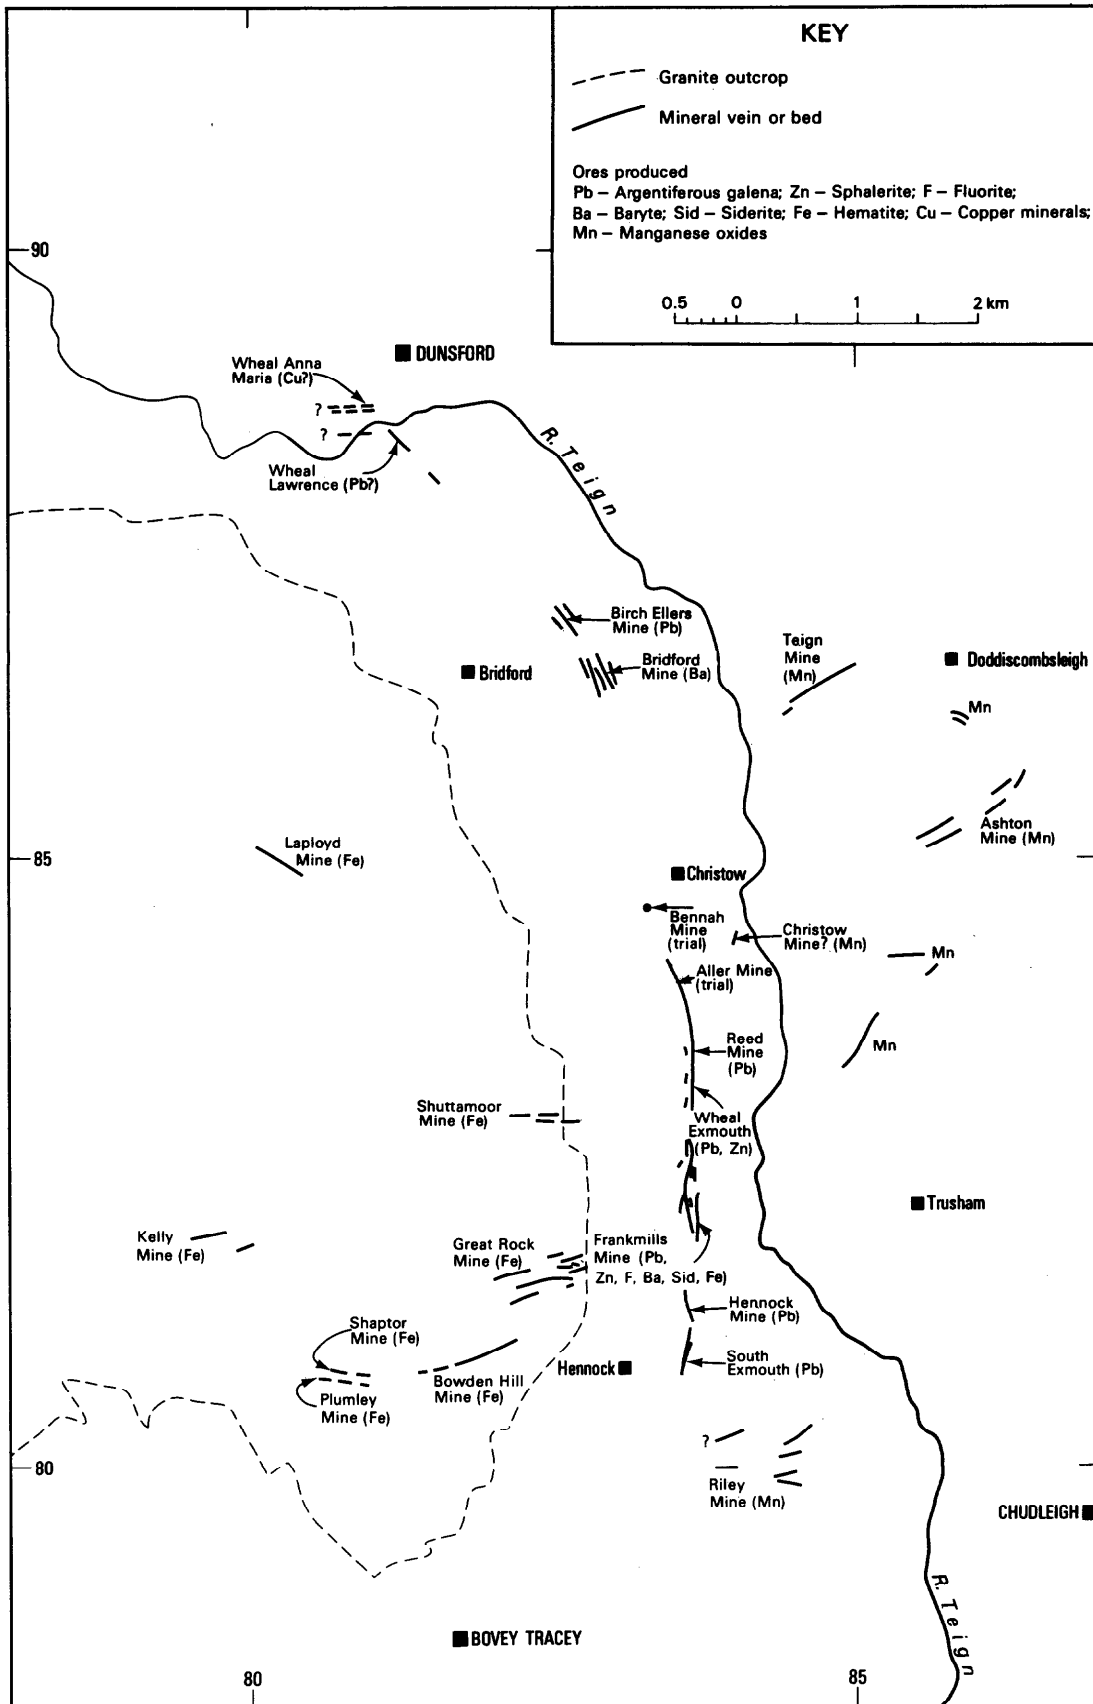 KEY
Granite outcrop
Mineral vein or bed
Ores produced
Pb – Argentiferous galena; Zn – Sphalerite; F – Fluorite;
Ba – Baryte; Sid – Siderite; Fe – Hematite; Cu – Copper minerals;
Mn – Manganese oxides
0.5 0 1 2 km
90
DUNSFORD
Wheal Anna
Maria (Cu?)
?
?
Wheal
Lawrence (Pb?)
R. Teign
Birch Ellers
Mine (Pb)
Bridford
Bridford
Mine (Ba)
Teign
Mine
(Mn)
Doddiscombsleigh
Mn
Ashton
Mine (Mn)
Laployd
Mine (Fe)
85
Christow
Bennah
Mine
(trial)
Christow
Mine? (Mn)
Mn
Aller Mine
(trial)
Reed
Mine
(Pb)
Mn
Shuttamoor
Mine (Fe)
Wheal
Exmouth
(Pb, Zn)
Trusham
Kelly
Mine (Fe)
Great Rock
Mine (Fe)
Frankmills
Mine (Pb,
Zn, F, Ba, Sid, Fe)
Hennock
Mine (Pb)
Shaptor
Mine (Fe)
South
Exmouth (Pb)
Hennock
Bowden Hill
Mine (Fe)
Plumley
Mine (Fe)
?
80
Riley
Mine (Mn)
CHUDLEIGH
R. Teign
BOVEY TRACEY
80
85